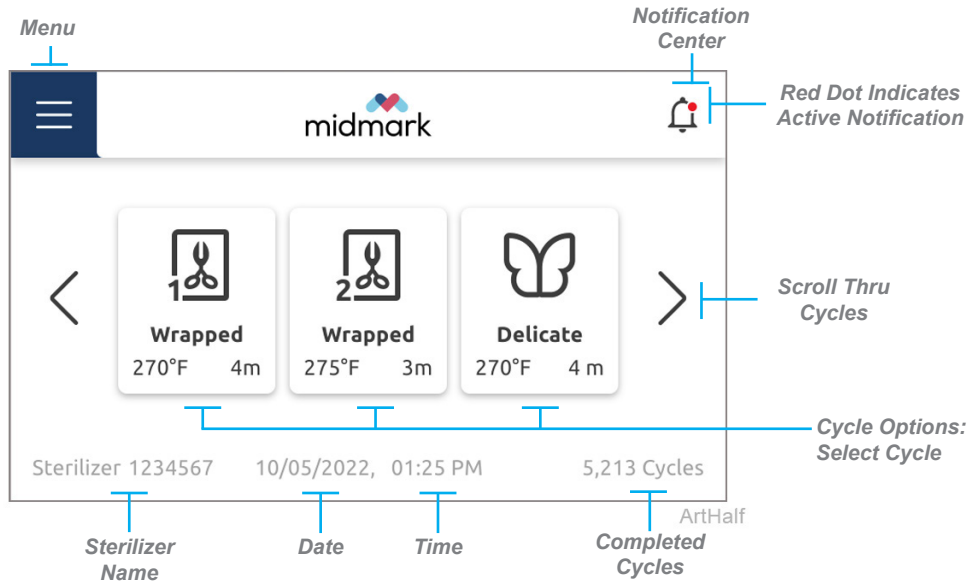 Menu
Notification
Center
Red Dot Indicates
Active Notification
midmark
Scroll Thru
Cycles
1
Wrapped
270°F 4m
2
Wrapped
275°F 3m
Delicate
270°F 4 m
Cycle Options:
Select Cycle
Sterilizer 1234567 10/05/2022, 01:25 PM 5,213 Cycles
ArtHalf
Sterilizer
Name
Date
Time
Completed
Cycles